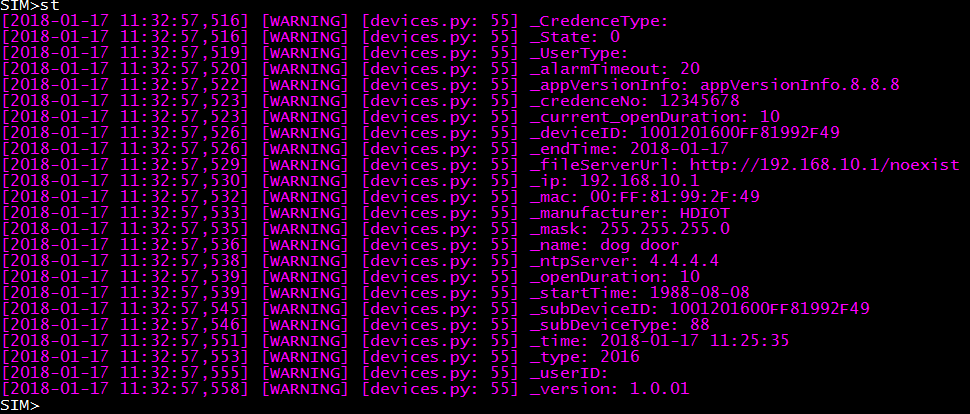 SIM>st
[2018-01-17 11:32:57,516] [WARNING] [devices.py: 55] _CredenceType:
[2018-01-17 11:32:57,516] [WARNING] [devices.py: 55] _State: 0
[2018-01-17 11:32:57,519] [WARNING] [devices.py: 55] _UserType:
[2018-01-17 11:32:57,520] [WARNING] [devices.py: 55] _alarmTimeout: 20
[2018-01-17 11:32:57,522] [WARNING] [devices.py: 55] _appVersionInfo: appVersionInfo.8.8.8
[2018-01-17 11:32:57,523] [WARNING] [devices.py: 55] _credenceNo: 12345678
[2018-01-17 11:32:57,523] [WARNING] [devices.py: 55] _current_openDuration: 10
[2018-01-17 11:32:57,526] [WARNING] [devices.py: 55] _deviceID: 1001201600FF81992F49
[2018-01-17 11:32:57,526] [WARNING] [devices.py: 55] _endTime: 2018-01-17
[2018-01-17 11:32:57,529] [WARNING] [devices.py: 55] _fileServerUrl: http://192.168.10.1/noexist
[2018-01-17 11:32:57,530] [WARNING] [devices.py: 55] _ip: 192.168.10.1
[2018-01-17 11:32:57,532] [WARNING] [devices.py: 55] _mac: 00:FF:81:99:2F:49
[2018-01-17 11:32:57,533] [WARNING] [devices.py: 55] _manufacturer: HDIOT
[2018-01-17 11:32:57,535] [WARNING] [devices.py: 55] _mask: 255.255.255.0
[2018-01-17 11:32:57,536] [WARNING] [devices.py: 55] _name: dog door
[2018-01-17 11:32:57,538] [WARNING] [devices.py: 55] _ntpServer: 4.4.4.4
[2018-01-17 11:32:57,539] [WARNING] [devices.py: 55] _openDuration: 10
[2018-01-17 11:32:57,539] [WARNING] [devices.py: 55] _startTime: 1988-08-08
[2018-01-17 11:32:57,545] [WARNING] [devices.py: 55] _subDeviceID: 1001201600FF81992F49
[2018-01-17 11:32:57,546] [WARNING] [devices.py: 55] _subDeviceType: 88
[2018-01-17 11:32:57,551] [WARNING] [devices.py: 55] _time: 2018-01-17 11:25:35
[2018-01-17 11:32:57,553] [WARNING] [devices.py: 55] _type: 2016
[2018-01-17 11:32:57,555] [WARNING] [devices.py: 55] _userID:
[2018-01-17 11:32:57,558] [WARNING] [devices.py: 55] _version: 1.0.01
SIM>